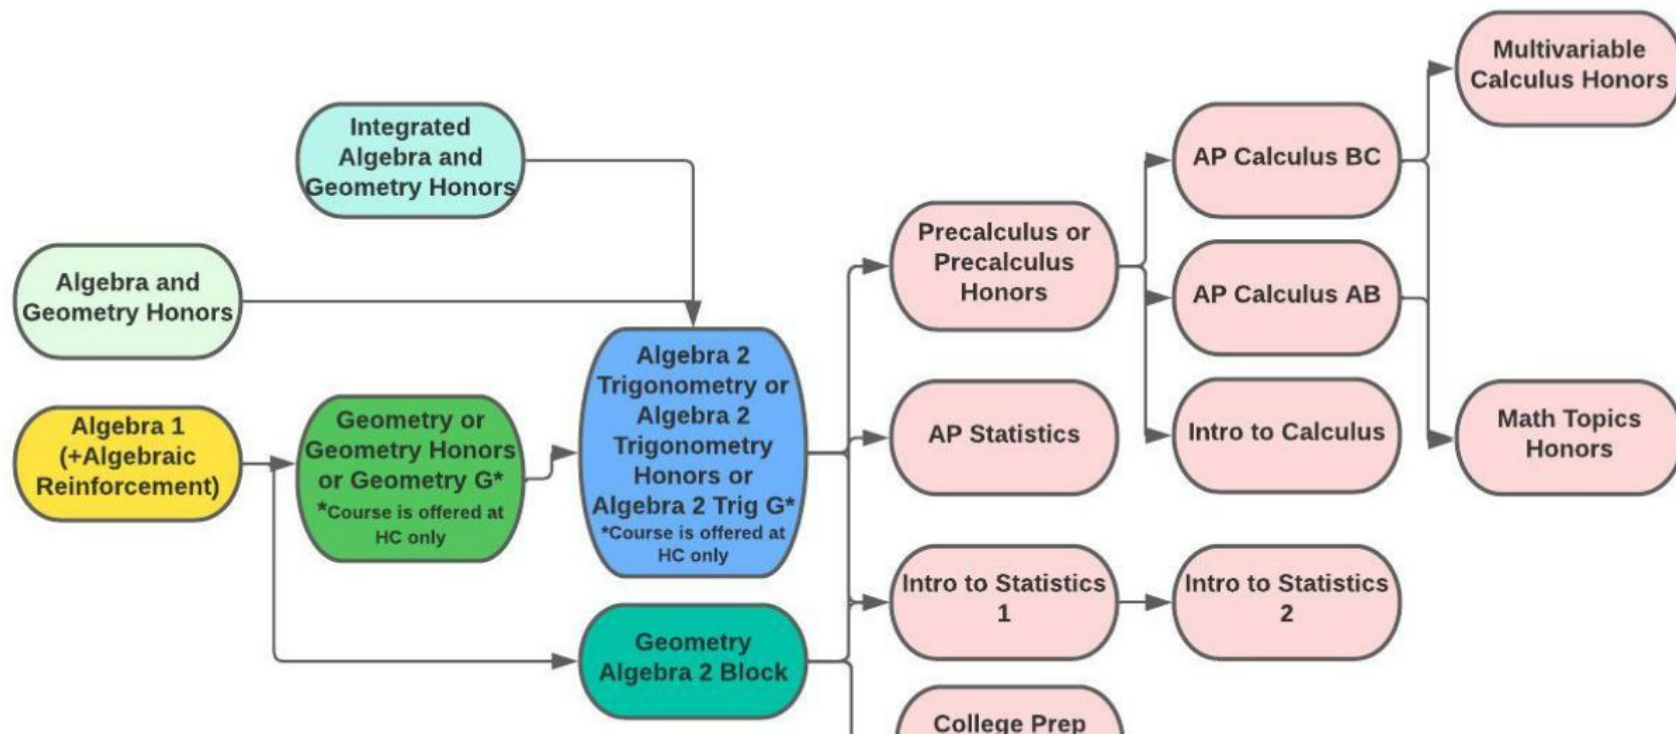 Multivariable
Calculus Honors
Integrated
Algebra and
Geometry Honors
AP Calculus BC
Precalculus or
Precalculus
Honors
Algebra and
Geometry Honors
AP Calculus AB
Algebra 2
Trigonometry or
Algebra 2
Trigonometry
Honors or
Algebra 2 Trig G*
*Course is offered at
HC only
Algebra 1
(+Algebraic
Reinforcement)
Geometry or
Geometry Honors
or Geometry G*
*Course is offered at
HC only
AP Statistics
Intro to Calculus
Math Topics
Honors
Intro to Statistics
1
Intro to Statistics
2
Geometry
Algebra 2 Block
College Prep